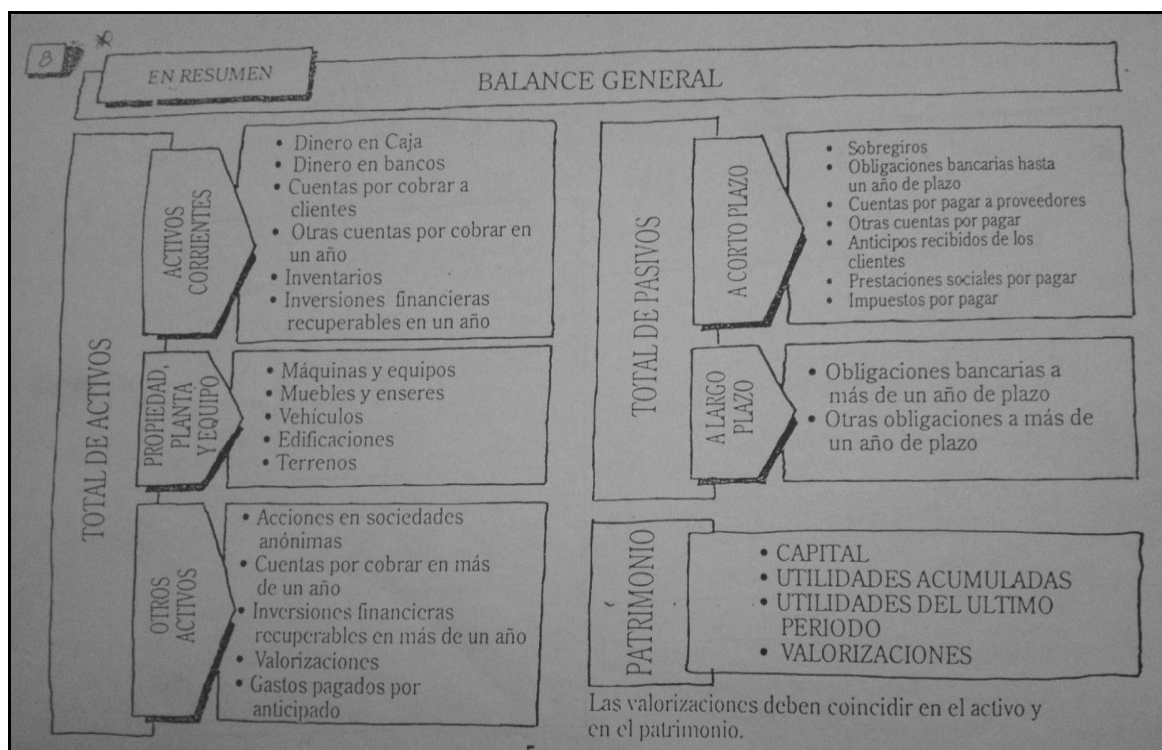 8
EN RESUMEN
BALANCE GENERAL
TOTAL DE ACTIVOS
ACTIVOS
CORRIENTES
• Dinero en Caja
• Dinero en bancos
• Cuentas por cobrar a
clientes
• Otras cuentas por cobrar en
un año
• Inventarios
• Inversiones financieras
recuperables en un año
PROPIEDAD,
PLANTA
Y EQUIPO
• Máquinas y equipos
• Muebles y enseres
• Vehículos
• Edificaciones
• Terrenos
OTROS
ACTIVOS
• Acciones en sociedades
anónimas
• Cuentas por cobrar en más
de un año
• Inversiones financieras
recuperables en más de un año
• Valorizaciones
• Gastos pagados por
anticipado
TOTAL DE PASIVOS
A CORTO PLAZO
• Sobregiros
• Obligaciones bancarias hasta
un año de plazo
• Cuentas por pagar a proveedores
• Otras cuentas por pagar
• Anticipos recibidos de los
clientes
• Prestaciones sociales por pagar
• Impuestos por pagar
A LARGO
PLAZO
• Obligaciones bancarias a
más de un año de plazo
• Otras obligaciones a más de
un año de plazo
PATRIMONIO
• CAPITAL
• UTILIDADES ACUMULADAS
• UTILIDADES DEL ULTIMO
PERIODO
• VALORIZACIONES
Las valorizaciones deben coincidir en el activo y
en el patrimonio.